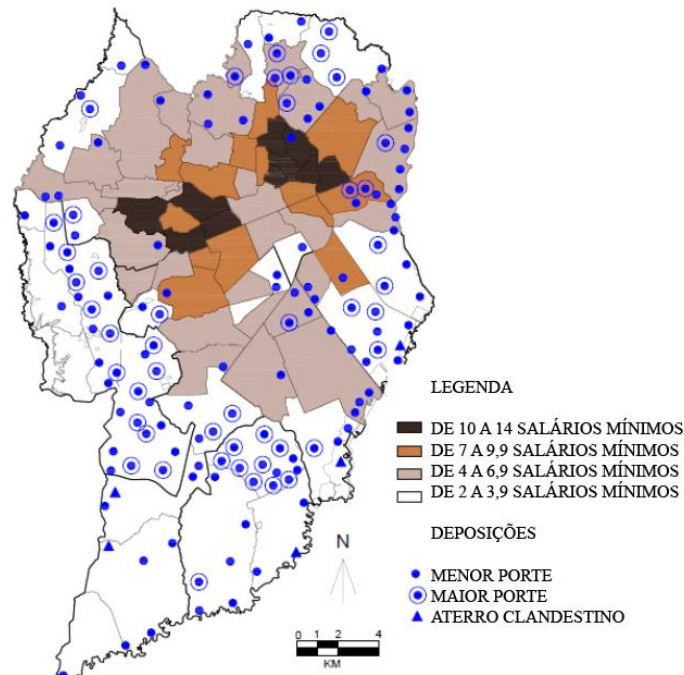 LEGENDA
DE 10 A 14 SALÁRIOS MÍNIMOS
DE 7 A 9,9 SALÁRIOS MÍNIMOS
DE 4 A 6,9 SALÁRIOS MÍNIMOS
DE 2 A 3,9 SALÁRIOS MÍNIMOS
DEPOSIÇÕES
N
MENOR PORTE
MAIOR PORTE
ATERRO CLANDESTINO
0 1 2 4
KM